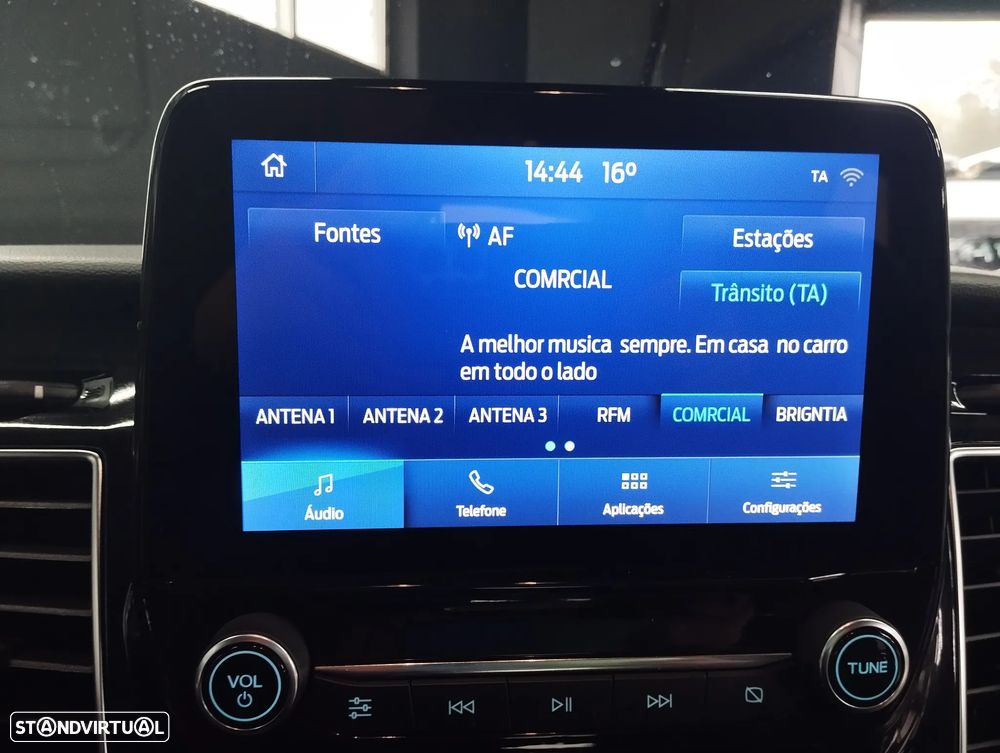 14:44 16º
TA
Fontes
AF
Estações
COMRCIAL
Trânsito (TA)
A melhor musica sempre. Em casa no carro
em todo o lado
ANTENA 1 ANTENA 2 ANTENA 3 RFM COMRCIAL BRIGNTIA
Áudio Telefone Aplicações Configurações
VOL
TUNE
STANDVIRTUAL